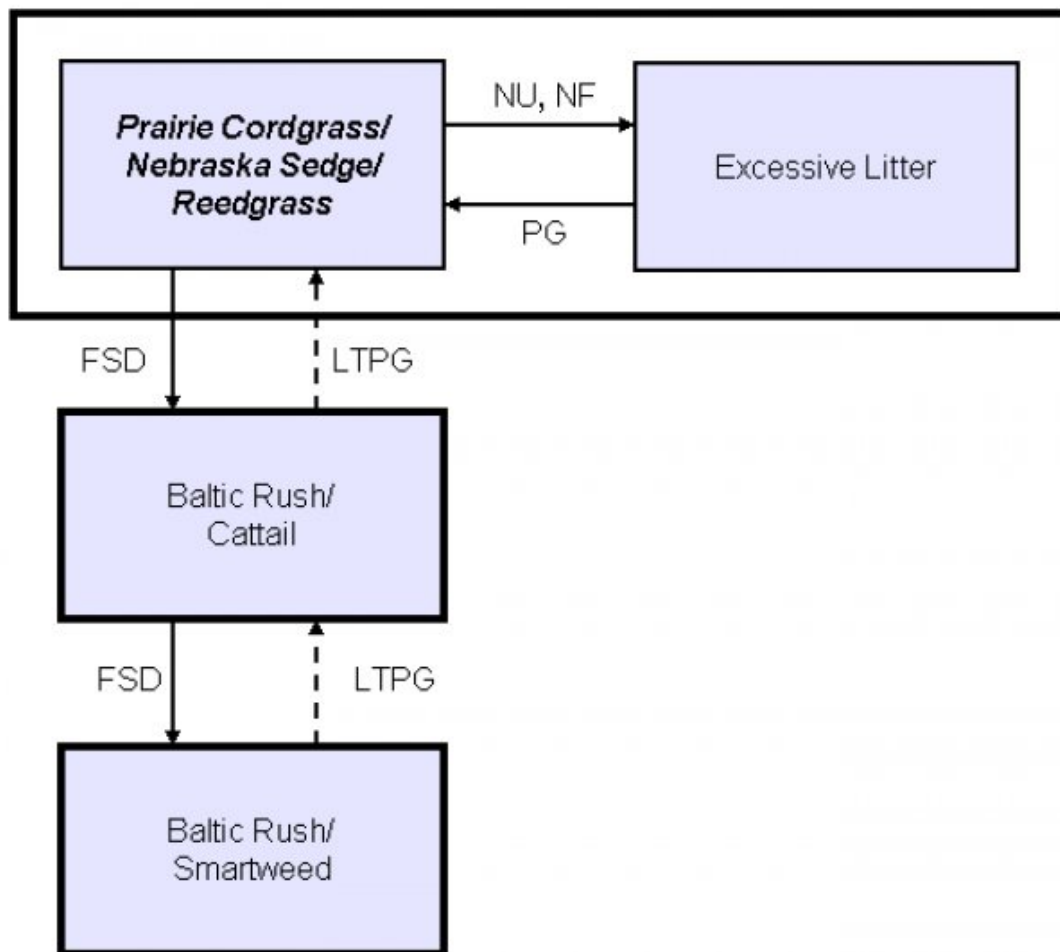 Prairie Cordgrass/
Nebraska Sedge/
Reedgrass
NU, NF
Excessive Litter
PG
FSD
LTPG
Baltic Rush/
Cattail
FSD
LTPG
Baltic Rush/
Smartweed